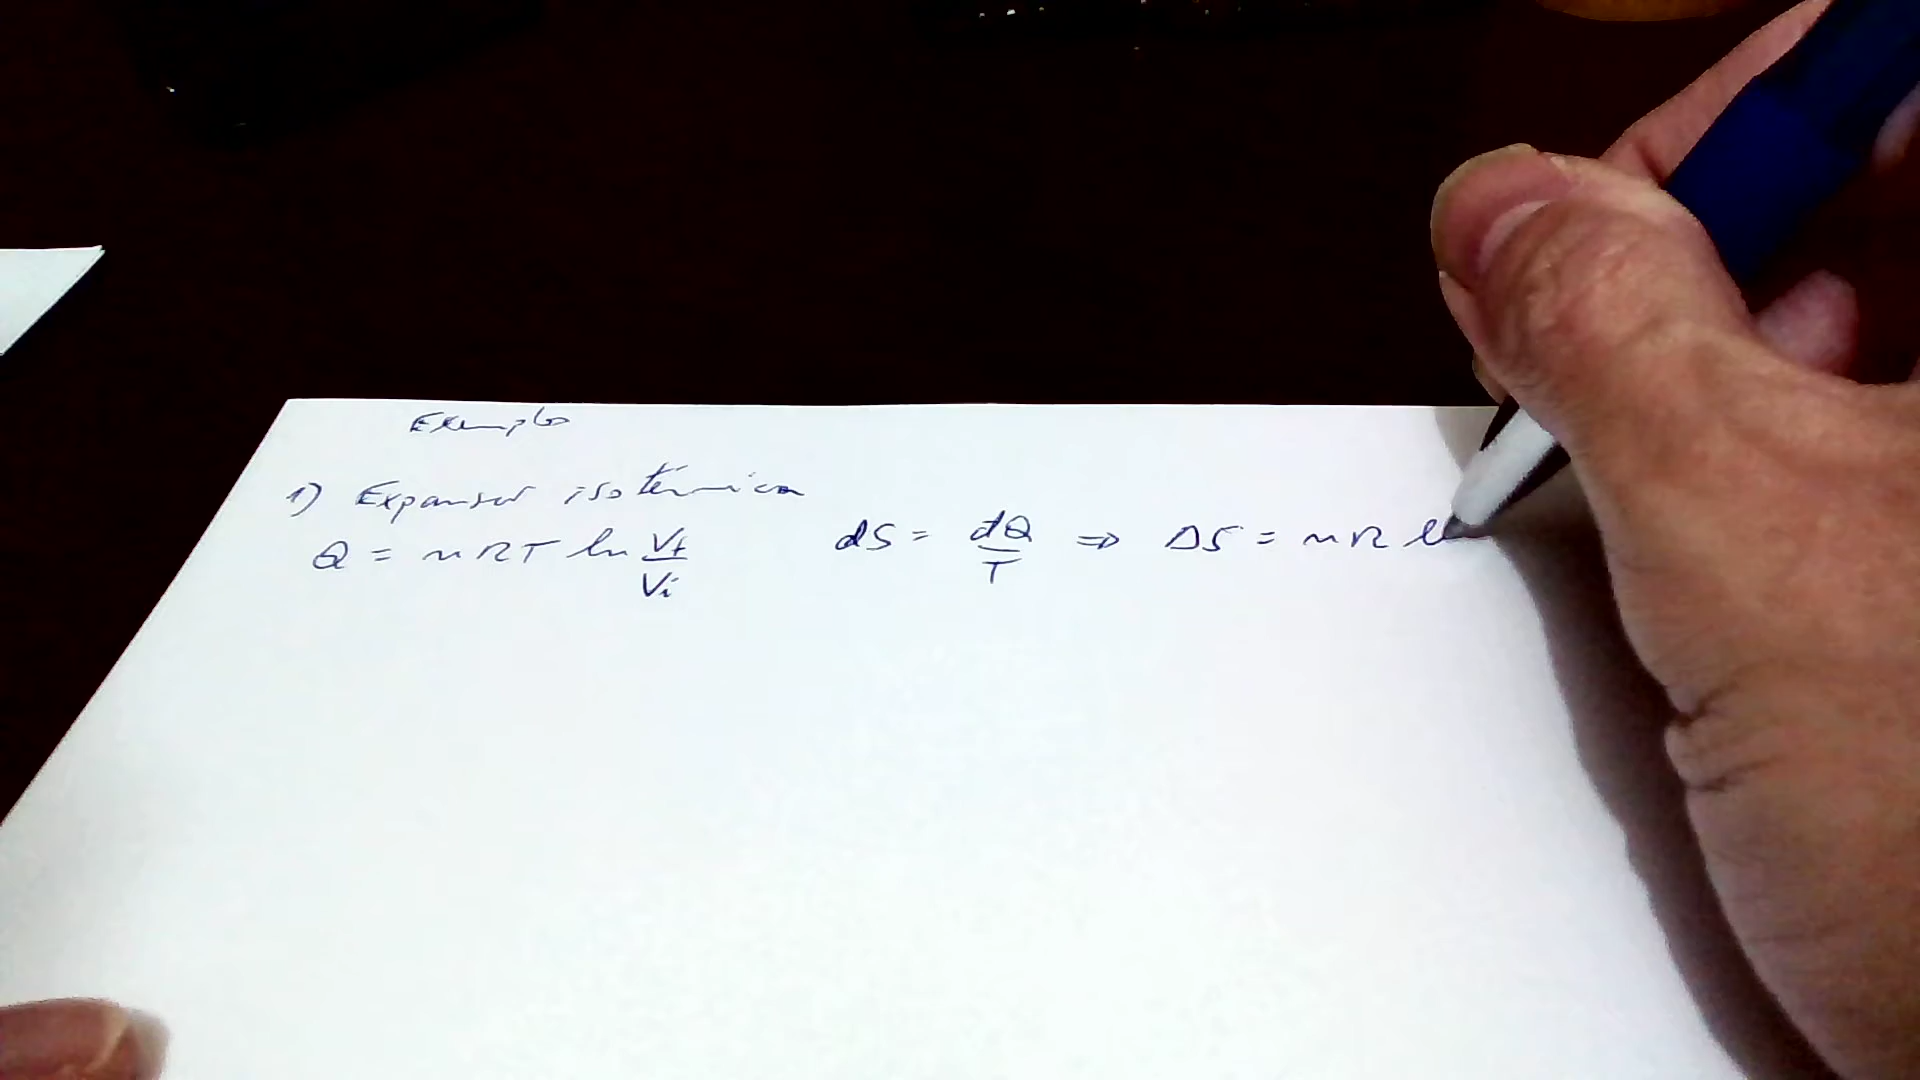 Exemplo
1) Expansão isotérmica
Q = nRT ln Vf/Vi    dS = dQ/T ⇒ ΔS = nR l